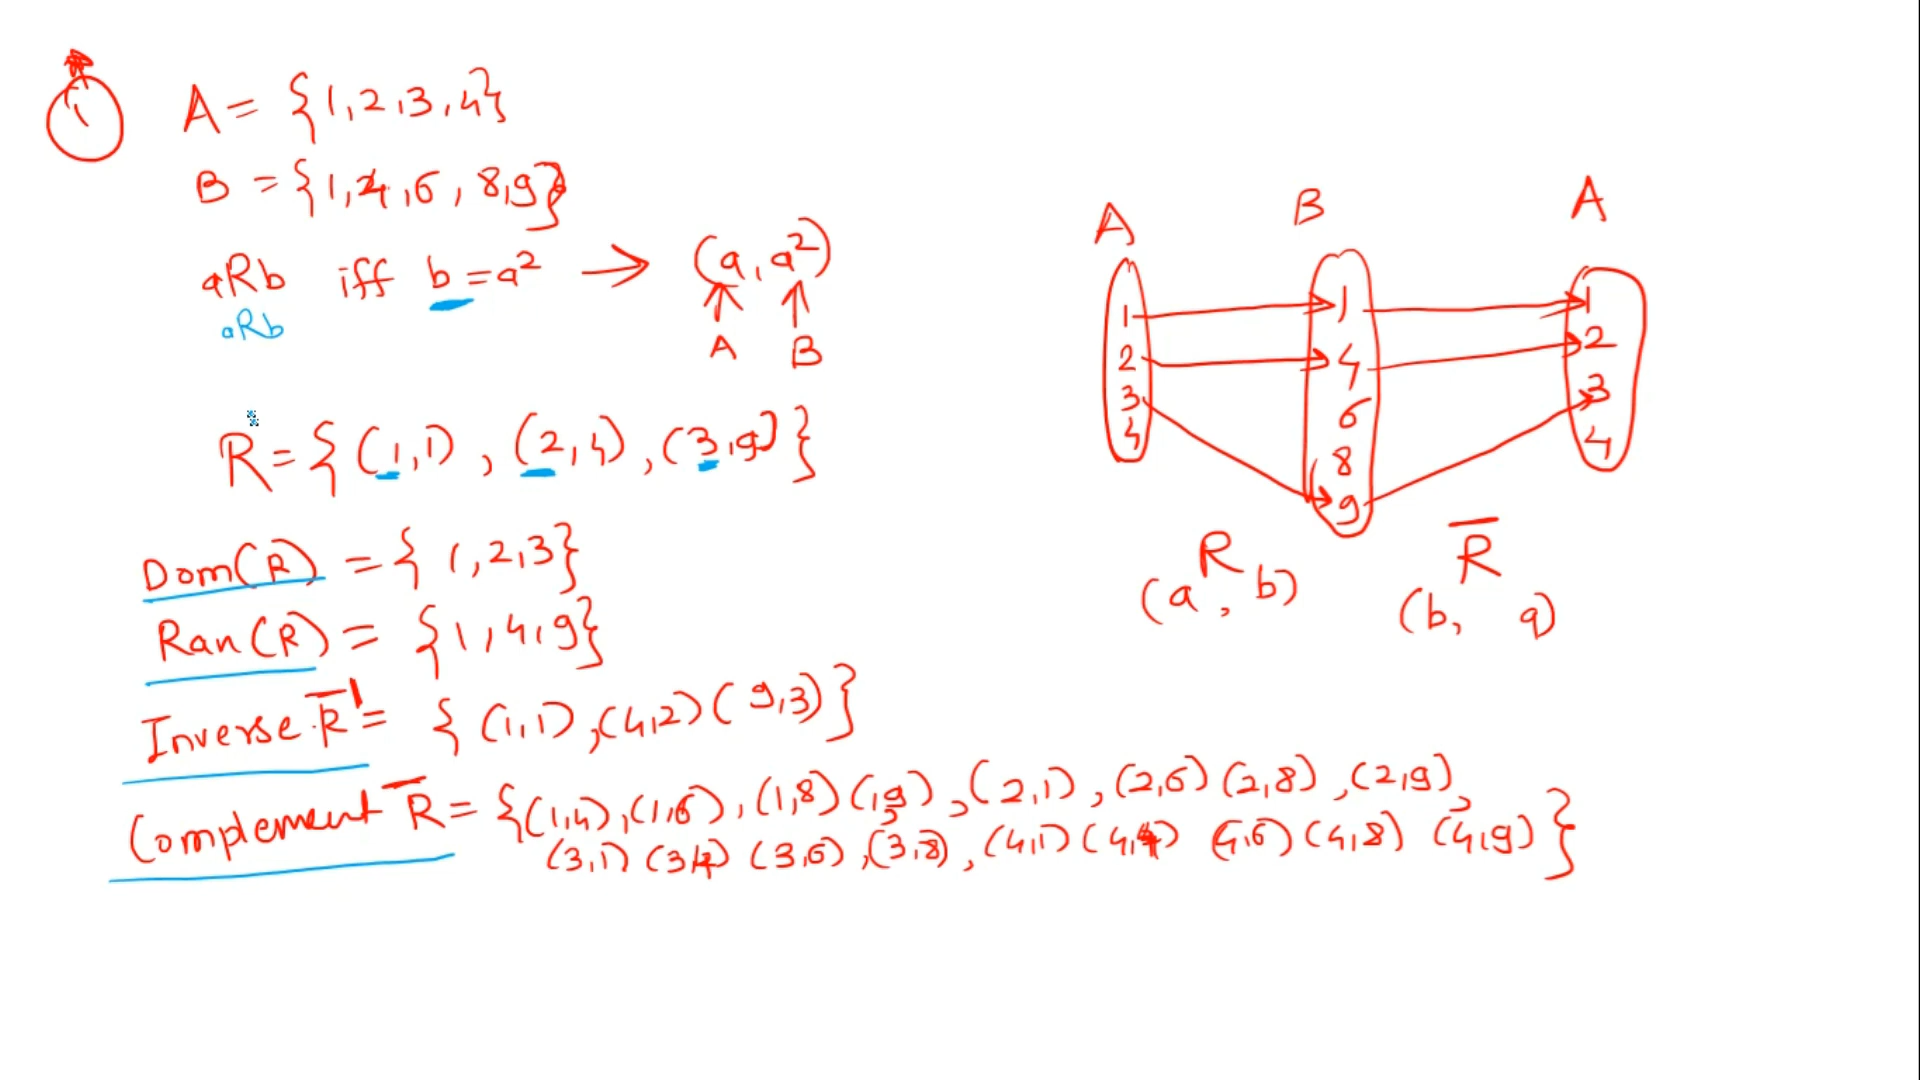 1
A = {1,2,3,4}
B = {1,4,6,8,9}
aRb iff b = a² → (a, a²)
aRb
A B
R = {(1,1), (2,4), (3,9)}
Dom(R) = {1,2,3}
Ran(R) = {1,4,9}
Inverse R⁻¹ = {(1,1), (4,2) (9,3)}
Complement R̅ = {(1,4), (1,6), (1,8) (1,9), (2,1), (2,6) (2,8), (2,9),
(3,1) (3,4) (3,6), (3,8), (4,1) (4,4) (4,6) (4,8) (4,9)}
A B A
1 1 1
2 4 2
3 6 3
4 8 4
9
R R̅
(a, b) (b, a)